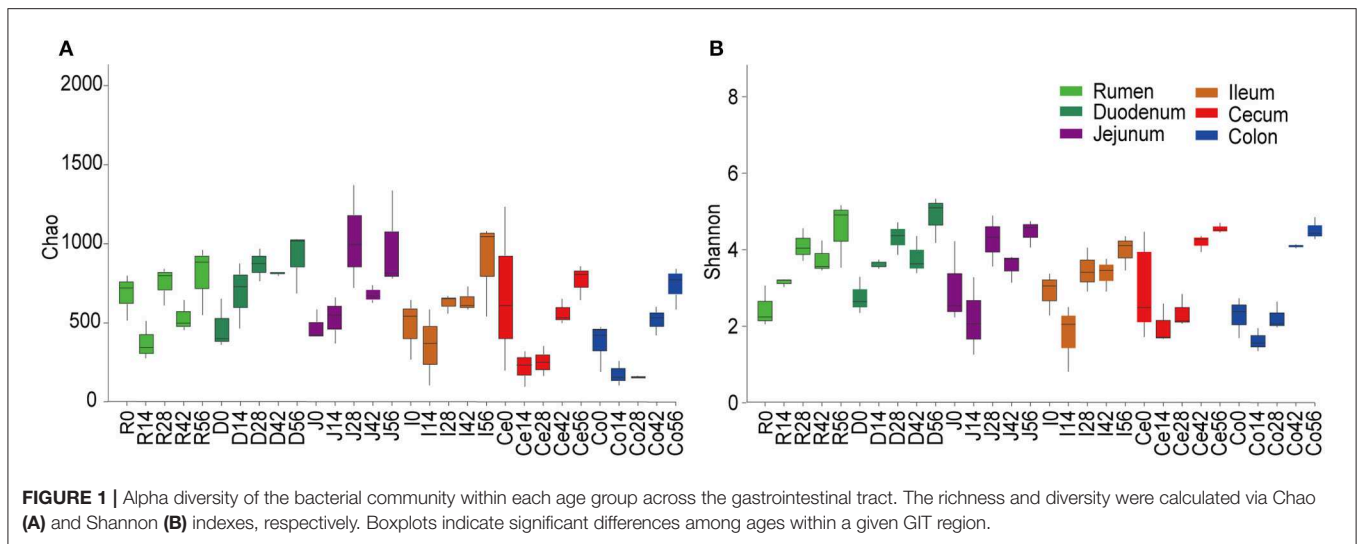 A
2000
1500
1000
500
0
Chao
R0
R14
R28
R42
R56
D0
D14
D28
D42
D56
J0
J14
J28
J42
J56
I0
I14
I28
I42
I56
Ce0
Ce14
Ce28
Ce42
Ce56
Co0
Co14
Co28
Co42
Co56
B
8
6
4
2
0
Shannon
Rumen
Duodenum
Jejunum
Ileum
Cecum
Colon
R0
R14
R28
R42
R56
D0
D14
D28
D42
D56
J0
J14
J28
J42
J56
I0
I14
I28
I42
I56
Ce0
Ce14
Ce28
Ce42
Ce56
Co0
Co14
Co28
Co42
Co56
FIGURE 1 | Alpha diversity of the bacterial community within each age group across the gastrointestinal tract. The richness and diversity were calculated via Chao
(A) and Shannon (B) indexes, respectively. Boxplots indicate significant differences among ages within a given GIT region.